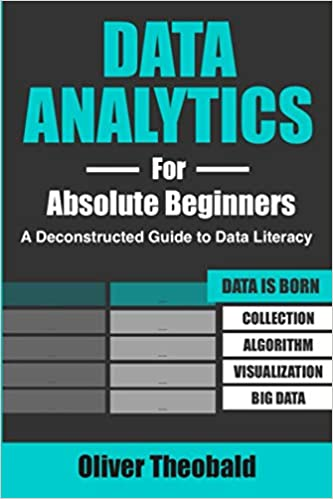 DATA
ANALYTICS
For
Absolute Beginners
A Deconstructed Guide to Data Literacy
DATA IS BORN
COLLECTION
ALGORITHM
VISUALIZATION
BIG DATA
Oliver Theobald